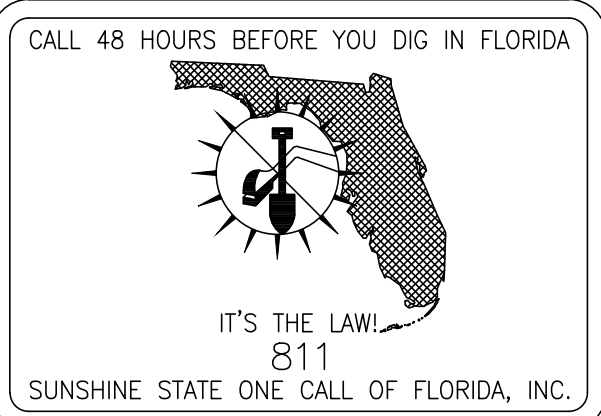 CALL 48 HOURS BEFORE YOU DIG IN FLORIDA
IT'S THE LAW!
811
SUNSHINE STATE ONE CALL OF FLORIDA, INC.